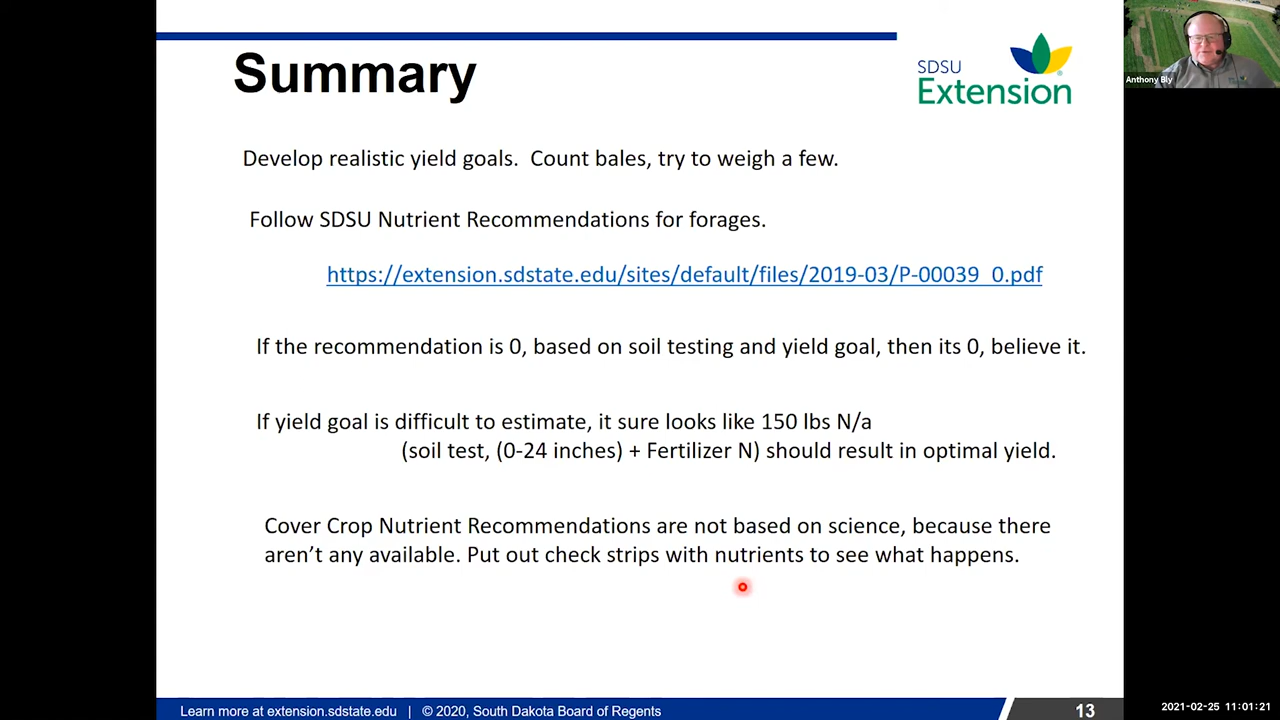 Summary
SDSU
Extension
Anthony Bly
Develop realistic yield goals.  Count bales, try to weigh a few.
Follow SDSU Nutrient Recommendations for forages.
https://extension.sdstate.edu/sites/default/files/2019-03/P-00039_0.pdf
If the recommendation is 0, based on soil testing and yield goal, then its 0, believe it.
If yield goal is difficult to estimate, it sure looks like 150 lbs N/a
(soil test, (0-24 inches) + Fertilizer N) should result in optimal yield.
Cover Crop Nutrient Recommendations are not based on science, because there
aren’t any available. Put out check strips with nutrients to see what happens.
Learn more at extension.sdstate.edu | © 2020, South Dakota Board of Regents
13
2021-02-25 11:01:21